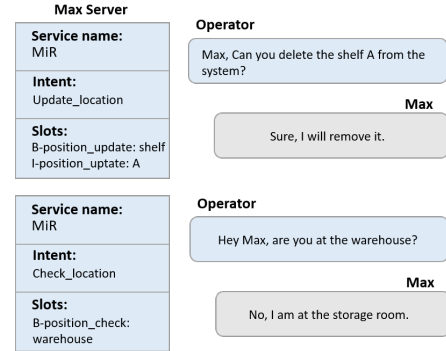 Max Server
Service name:
MiR
Intent:
Update_location
Slots:
B-position_update: shelf
I-position_uptate: A
Operator
Max, Can you delete the shelf A from the
system?
Max
Sure, I will remove it.
Service name:
MiR
Intent:
Check_location
Slots:
B-position_check:
warehouse
Operator
Hey Max, are you at the warehouse?
Max
No, I am at the storage room.